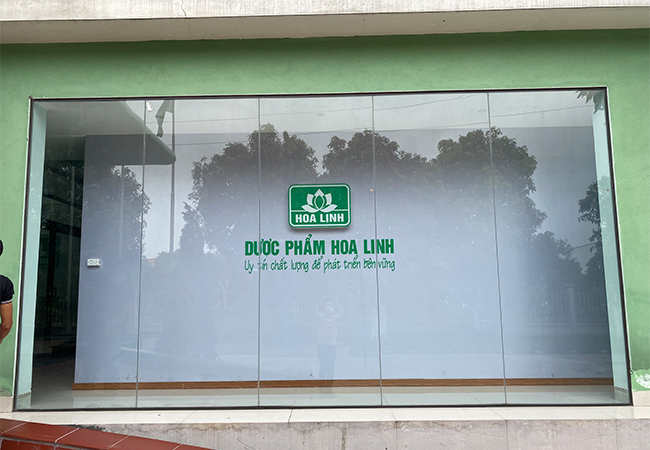 HOA LINH
DƯỢC PHẨM HOA LINH
Uy tín chất lượng để phát triển bền vững